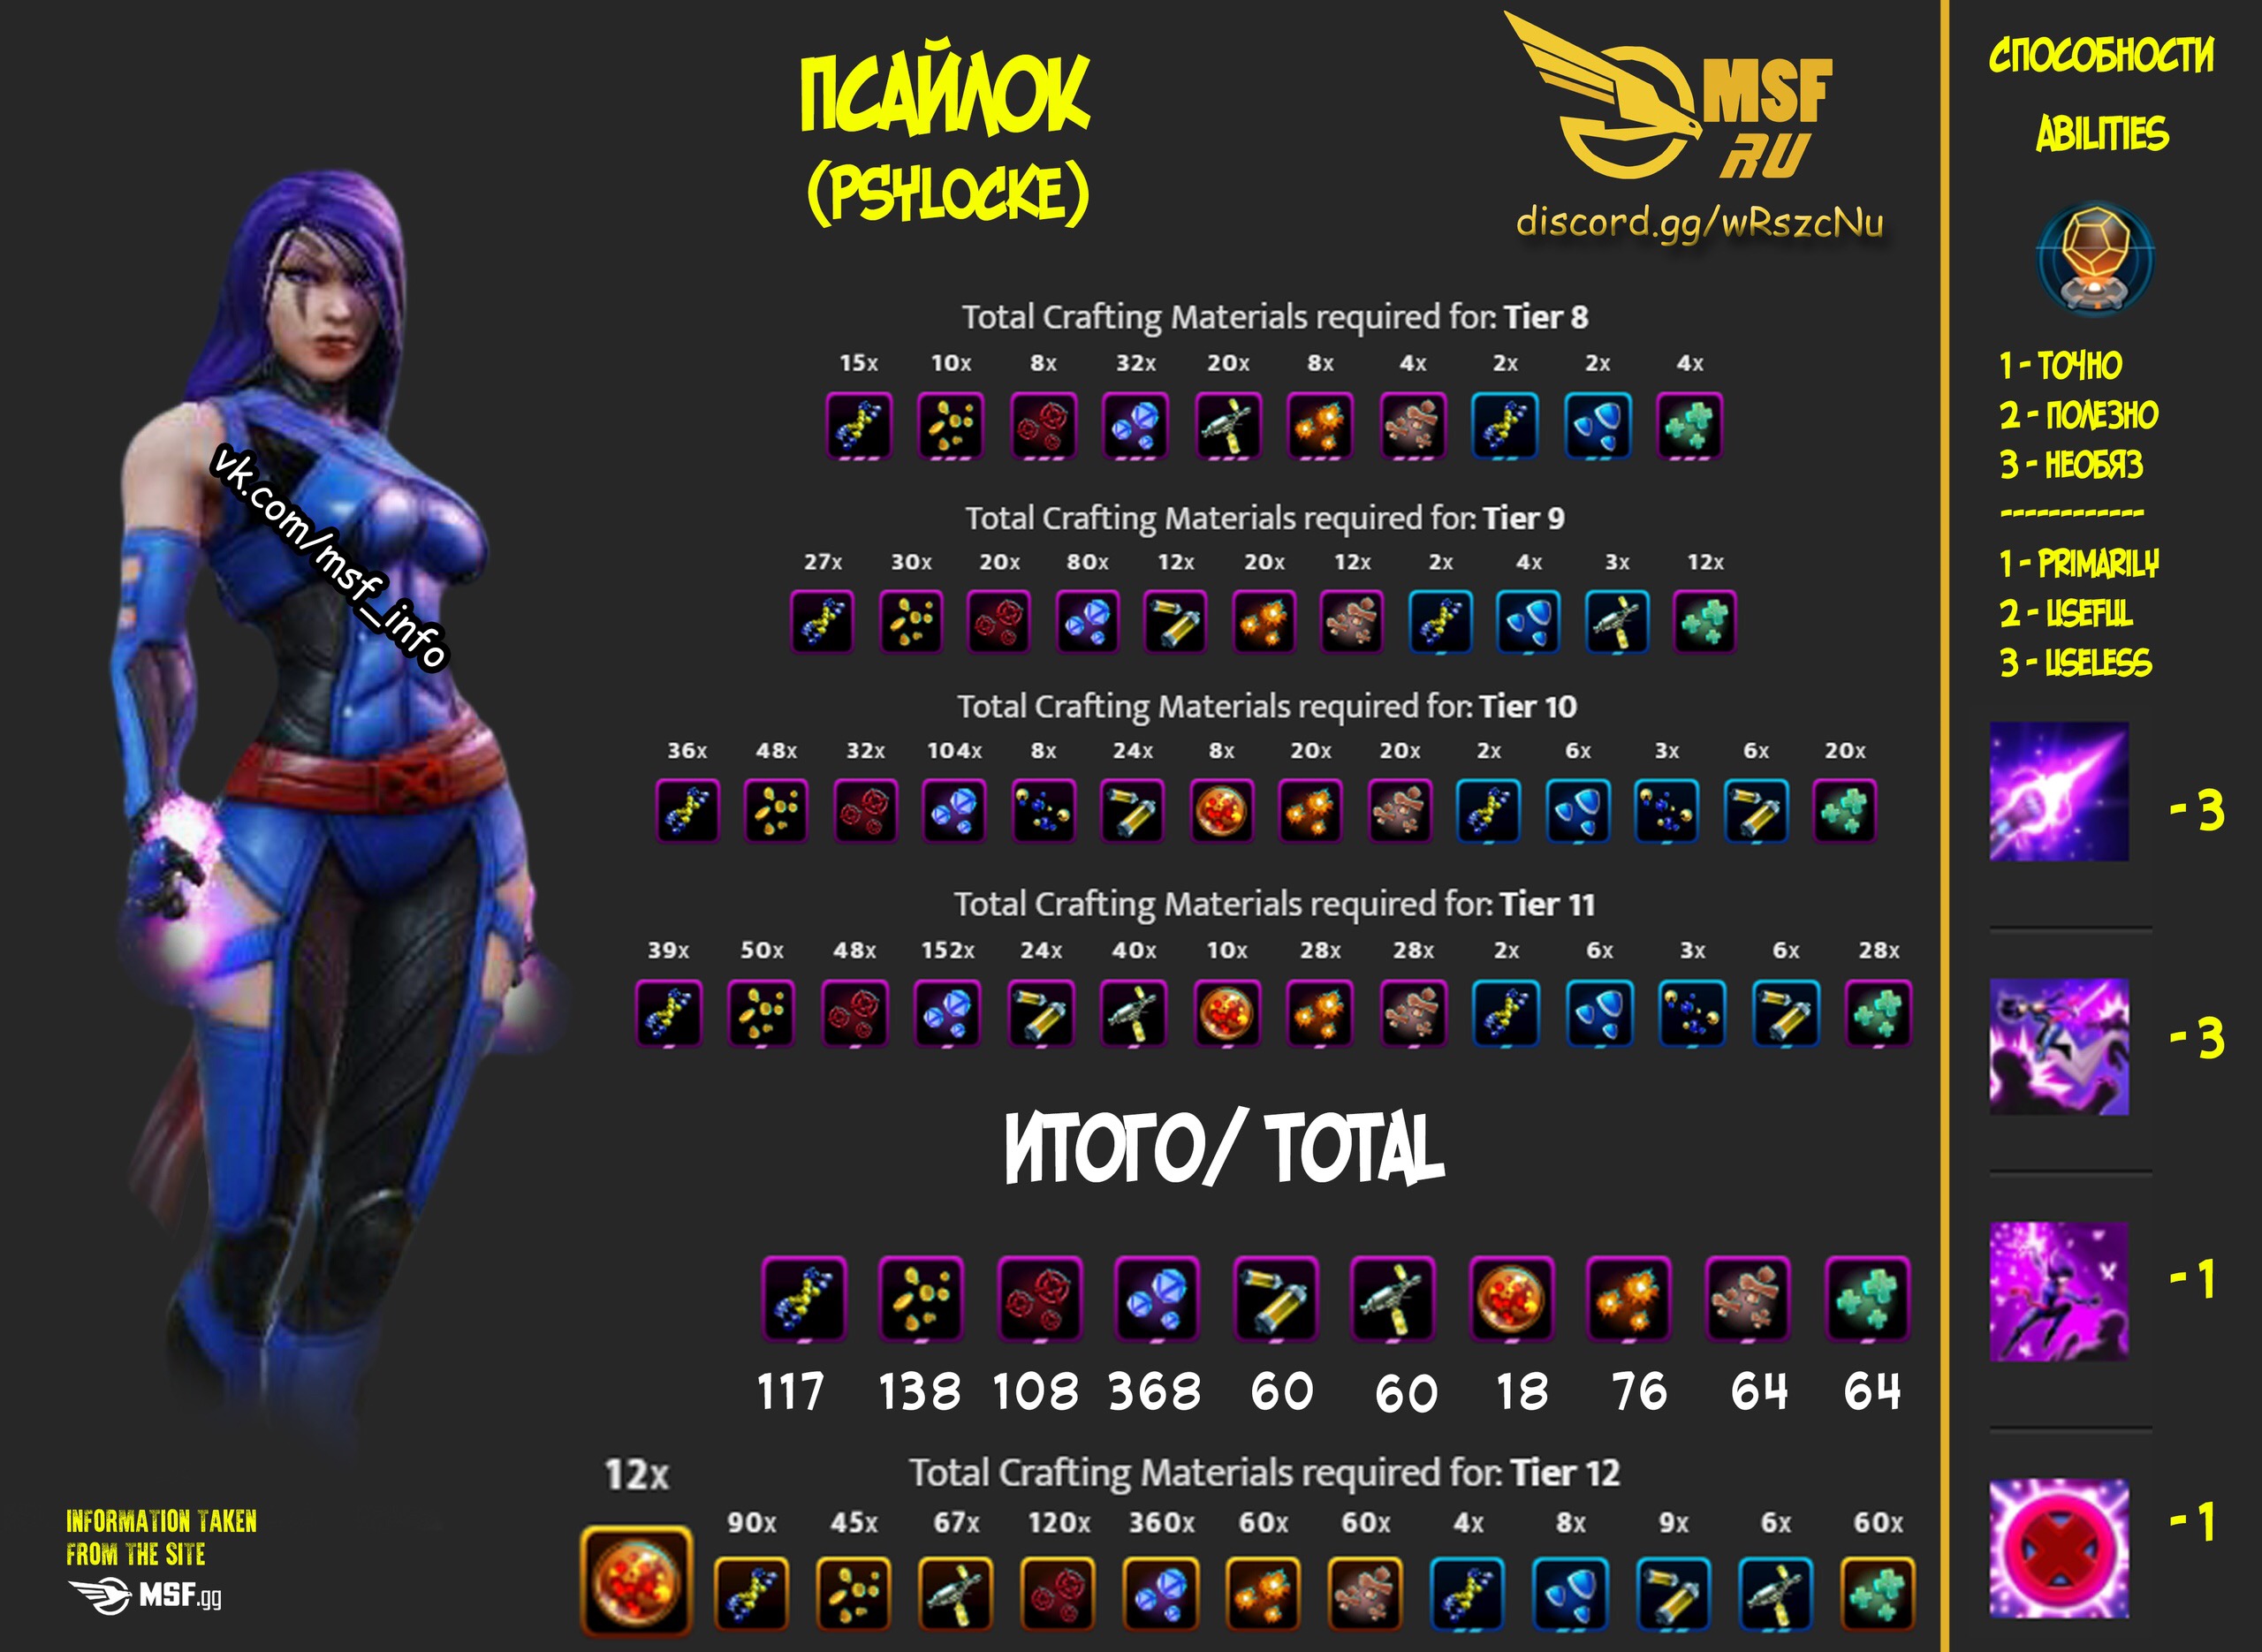 ПСАЙЛОК
(PSYLOCKE)
MSF
RU
discord.gg/wRszcNu
vk.com/msf_info
Total Crafting Materials required for: Tier 8
15x 10x 8x 32x 20x 8x 4x 2x 2x 4x
Total Crafting Materials required for: Tier 9
27x 30x 20x 80x 12x 20x 12x 2x 4x 3x 12x
Total Crafting Materials required for: Tier 10
36x 48x 32x 104x 8x 24x 8x 20x 20x 2x 6x 3x 6x 20x
Total Crafting Materials required for: Tier 11
39x 50x 48x 152x 24x 40x 10x 28x 28x 2x 6x 3x 6x 28x
ИТОГО/ TOTAL
117 138 108 368 60 60 18 76 64 64
Total Crafting Materials required for: Tier 12
12x 90x 45x 67x 120x 360x 60x 60x 4x 8x 9x 6x 60x
INFORMATION TAKEN
FROM THE SITE
MSF.gg
СПОСОБНОСТИ
ABILITIES
1 - ТОЧНО
2 - ПОЛЕЗНО
3 - НЕОБЯЗ
------------
1 - PRIMARILY
2 - USEFUL
3 - USELESS
- 3
- 3
- 1
- 1